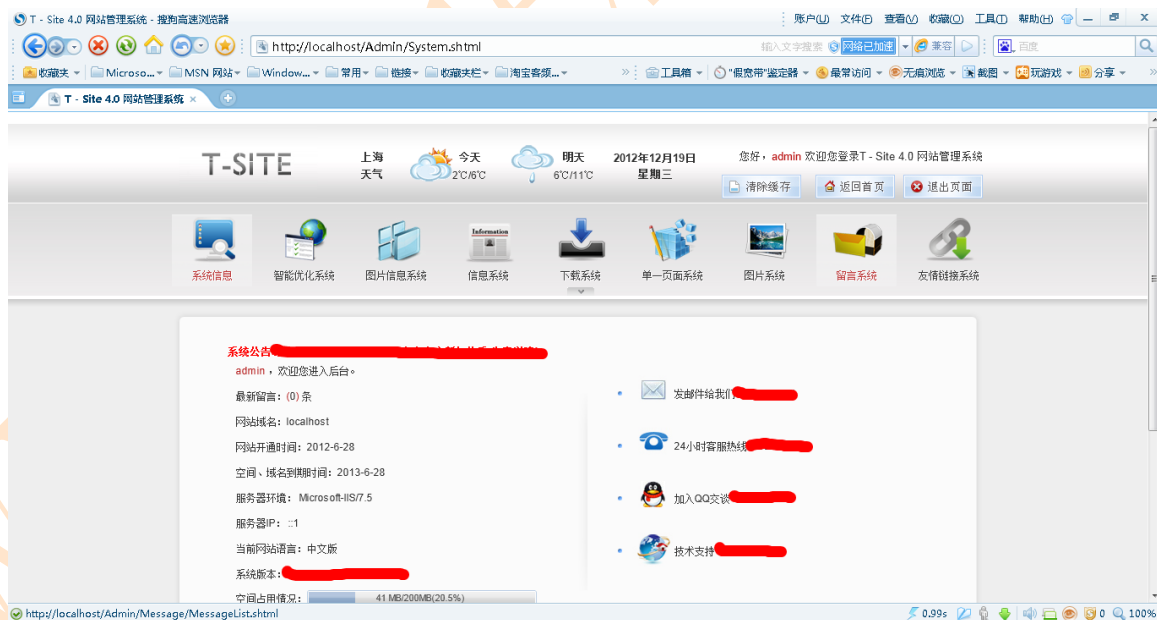 T - Site 4.0 网站管理系统 - 搜狗高速浏览器
账户(U) 文件(F) 查看(V) 收藏(O) 工具(T) 帮助(H)
http://localhost/Admin/System.shtml
输入文字搜索 网络已加速 兼容 百度
收藏夹 Microso... MSN 网站 Window... 常用 链接 收藏夹栏 淘宝客频... » 工具箱 "假宽带"鉴定器 最常访问 无痕浏览 截图 玩游戏 分享 »
T - Site 4.0 网站管理系统 ×
T-SITE
上海 天气
今天 2℃/6℃
明天 6℃/11℃
2012年12月19日 星期三
您好，admin 欢迎您登录T - Site 4.0 网站管理系统
清除缓存 返回首页 退出页面
Information
系统信息 智能优化系统 图片信息系统 信息系统 下载系统 单一页面系统 图片系统 留言系统 友情链接系统
系统公告
admin，欢迎您进入后台。
最新留言：(0) 条
网站域名：localhost
网站开通时间：2012-6-28
空间、域名到期时间：2013-6-28
服务器环境： Microsoft-IIS/7.5
服务器IP： ::1
当前网站语言：中文版
系统版本：
空间占用情况： 41 MB/200MB(20.5%)
发邮件给我们
24小时客服热线
加入QQ交谈
技术支持
http://localhost/Admin/Message/MessageList.shtml
0.99s 0 100%